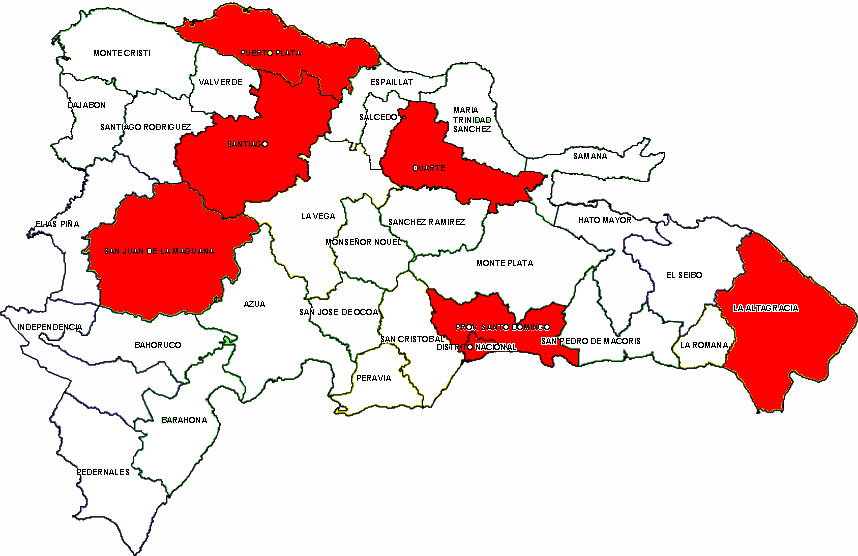 MONTECRISTI
PUERTO PLATA
VALVERDE
ESPAILLAT
DAJABON
SANTIAGO RODRIGUEZ
SALCEDO
MARIA
TRINIDAD
SANCHEZ
SANTIAGO
SAMANA
DUARTE
ELIAS PIÑA
LA VEGA
SANCHEZ RAMIREZ
HATO MAYOR
MONSEÑOR NOUEL
SAN JUAN DE LA MAGUANA
MONTE PLATA
EL SEIBO
AZUA
SAN JOSE DE OCOA
LA ALTAGRACIA
INDEPENDENCIA
PROV. SANTO DOMINGO
SAN CRISTOBAL
SAN PEDRO DE MACORIS
BAHORUCO
DISTRITO NACIONAL
LA ROMANA
PERAVIA
BARAHONA
PEDERNALES